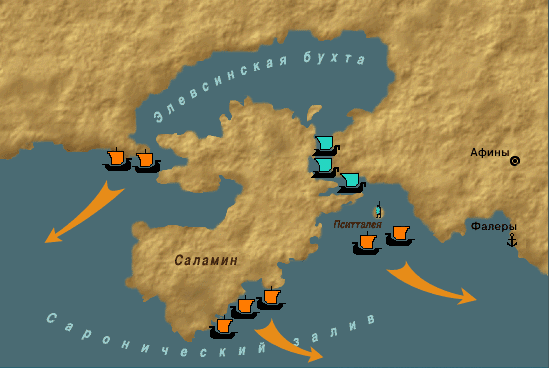 Элевсинская бухта
Афины
Пситталея
Фалеры
Саламин
Саронический залив